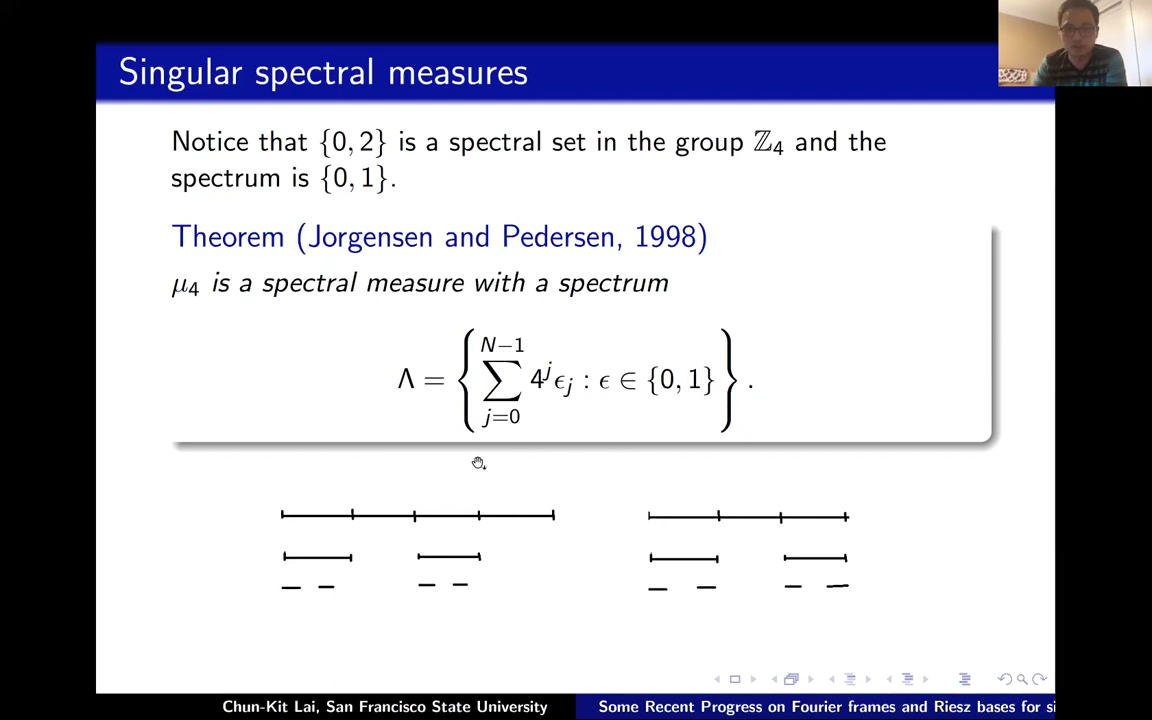 Singular spectral measures
Notice that {0, 2} is a spectral set in the group ℤ₄ and the
spectrum is {0, 1}.
Theorem (Jorgensen and Pedersen, 1998)
μ₄ is a spectral measure with a spectrum
Λ = { ∑_{j=0}^{N−1} 4^j ϵ_j : ϵ ∈ {0, 1} } .
Chun-Kit Lai, San Francisco State University
Some Recent Progress on Fourier frames and Riesz bases for si